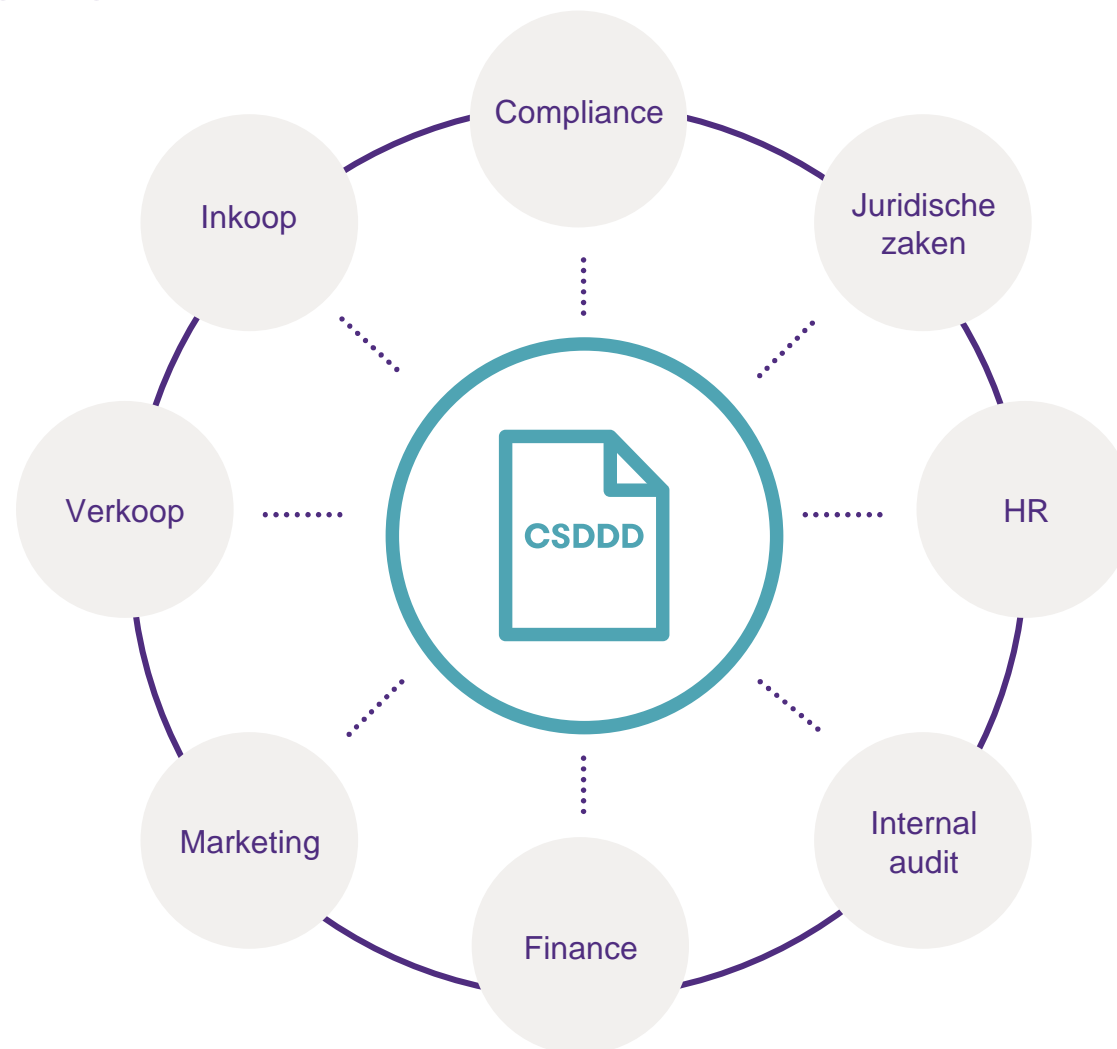 Compliance
Juridische
zaken
HR
Internal
audit
Finance
Marketing
Verkoop
Inkoop
CSDDD